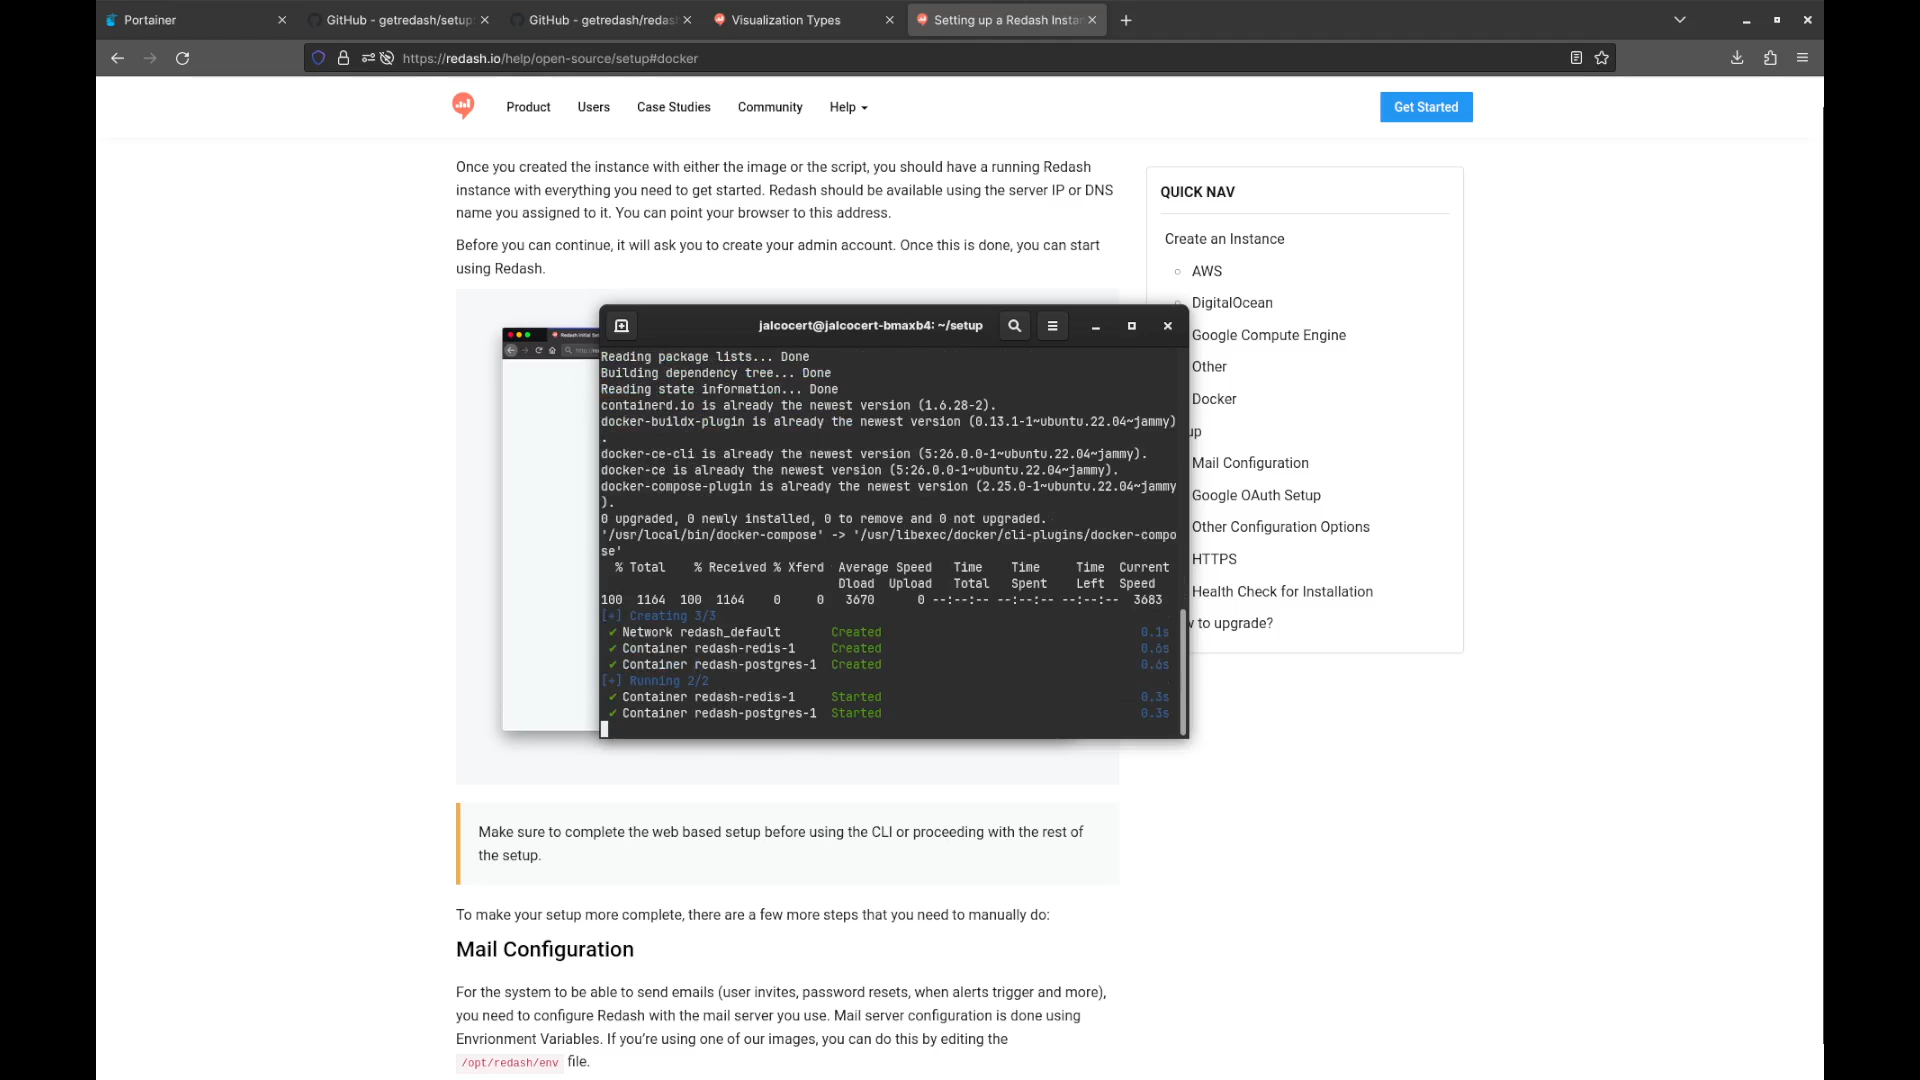 Portainer
GitHub - getredash/setup
GitHub - getredash/redas
Visualization Types
Setting up a Redash Instan
https://redash.io/help/open-source/setup#docker
Product
Users
Case Studies
Community
Help
Get Started
Once you created the instance with either the image or the script, you should have a running Redash
instance with everything you need to get started. Redash should be available using the server IP or DNS
name you assigned to it. You can point your browser to this address.
Before you can continue, it will ask you to create your admin account. Once this is done, you can start
using Redash.
QUICK NAV
Create an Instance
AWS
DigitalOcean
Google Compute Engine
Other
Docker
up
Mail Configuration
Google OAuth Setup
Other Configuration Options
HTTPS
Health Check for Installation
w to upgrade?
jalcocert@jalcocert-bmaxb4: ~/setup
Reading package lists... Done
Building dependency tree... Done
Reading state information... Done
containerd.io is already the newest version (1.6.28-2).
docker-buildx-plugin is already the newest version (0.13.1-1~ubuntu.22.04~jammy)
.
docker-ce-cli is already the newest version (5:26.0.0-1~ubuntu.22.04~jammy).
docker-ce is already the newest version (5:26.0.0-1~ubuntu.22.04~jammy).
docker-compose-plugin is already the newest version (2.25.0-1~ubuntu.22.04~jammy
).
0 upgraded, 0 newly installed, 0 to remove and 0 not upgraded.
'/usr/local/bin/docker-compose' -> '/usr/libexec/docker/cli-plugins/docker-compo
se'
% Total % Received % Xferd Average Speed Time Time Time Current
Dload Upload Total Spent Left Speed
100 1164 100 1164 0 0 3670 0 --:--:-- --:--:-- --:--:-- 3683
[+] Creating 3/3
✔ Network redash_default Created 0.1s
✔ Container redash-redis-1 Created 0.6s
✔ Container redash-postgres-1 Created 0.6s
[+] Running 2/2
✔ Container redash-redis-1 Started 0.3s
✔ Container redash-postgres-1 Started 0.3s
Make sure to complete the web based setup before using the CLI or proceeding with the rest of
the setup.
To make your setup more complete, there are a few more steps that you need to manually do:
Mail Configuration
For the system to be able to send emails (user invites, password resets, when alerts trigger and more),
you need to configure Redash with the mail server you use. Mail server configuration is done using
Envrionment Variables. If you're using one of our images, you can do this by editing the
/opt/redash/env file.